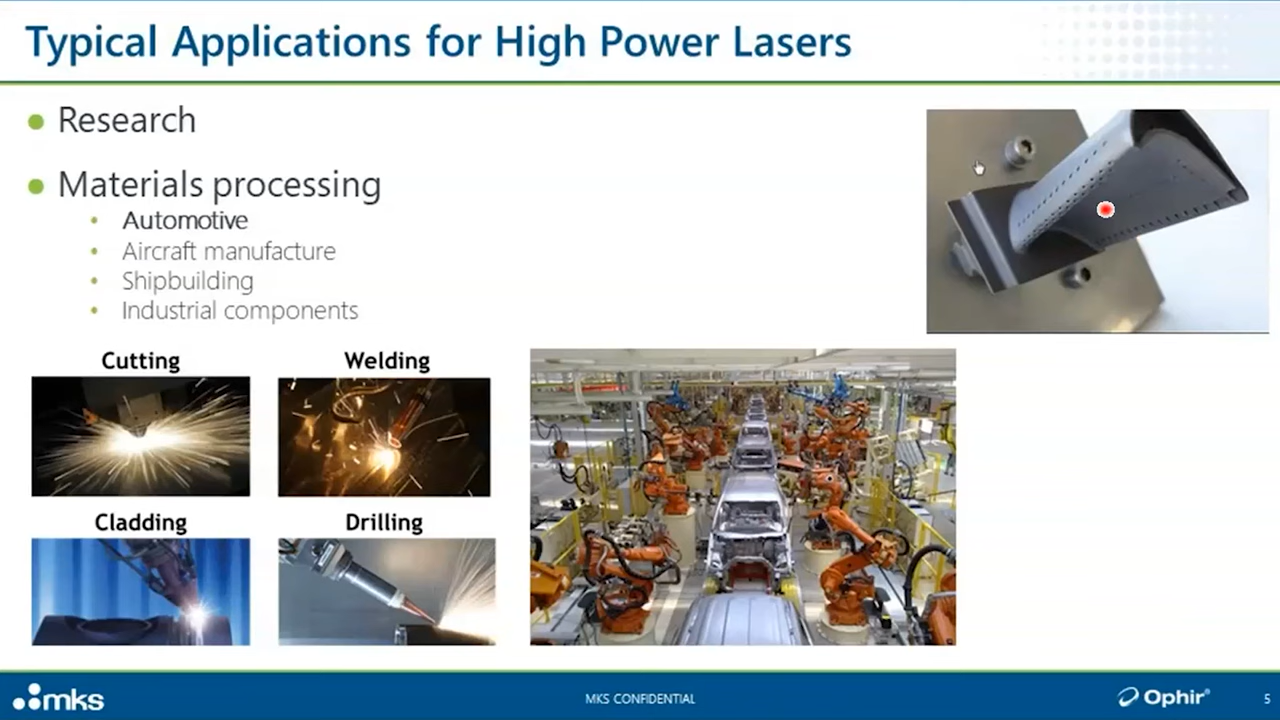 Typical Applications for High Power Lasers
Research
Materials processing
Automotive
Aircraft manufacture
Shipbuilding
Industrial components
Cutting
Welding
Cladding
Drilling
mks
MKS CONFIDENTIAL
Ophir®
5